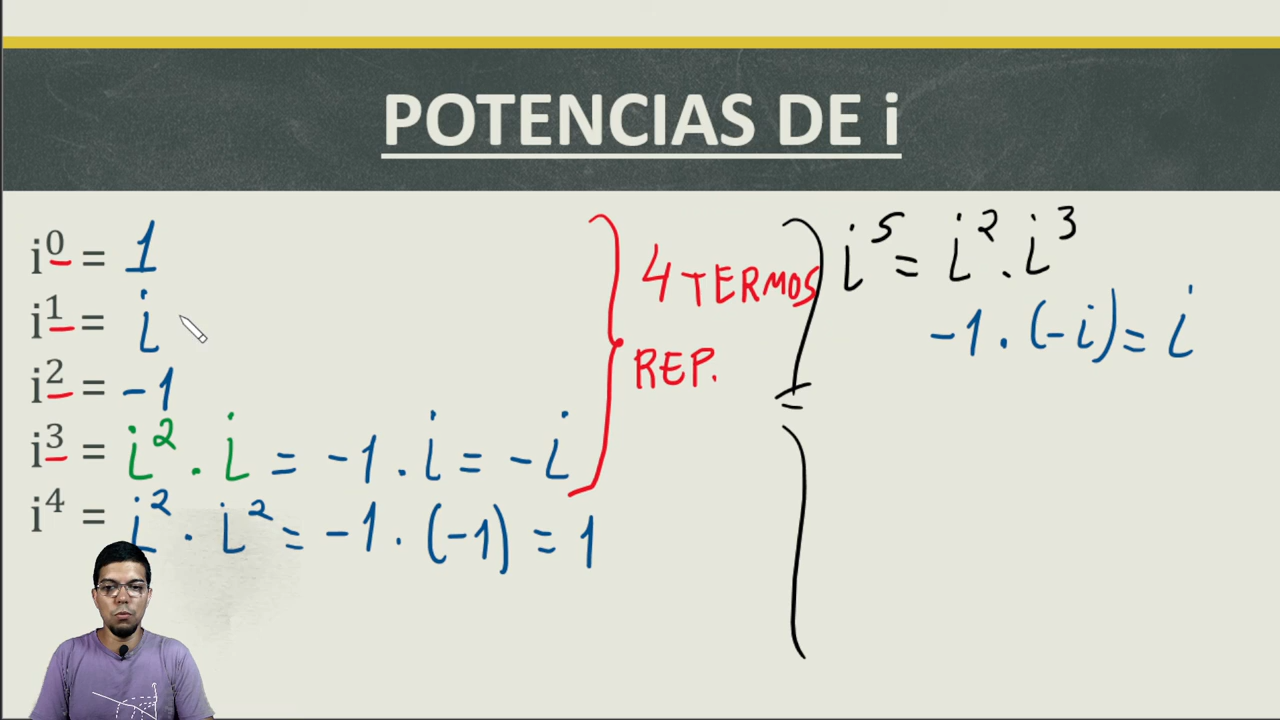 POTENCIAS DE i
i⁰ = 1
i¹ = i
i² = -1
i³ = i² . i = -1 . i = -i
i⁴ = i² . i² = -1 . (-1) = 1
4 TERMOS
REP.
i⁵ = i² . i³
-1 . (-i) = i